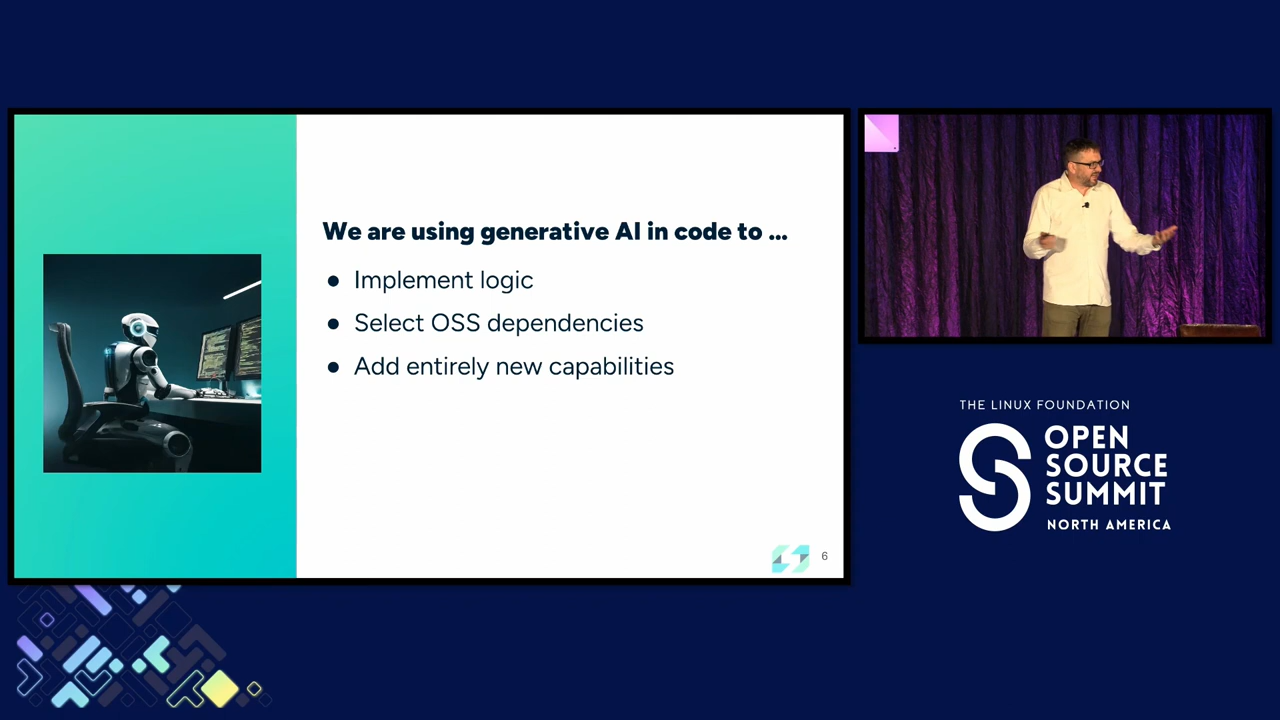 We are using generative AI in code to ...
● Implement logic
● Select OSS dependencies
● Add entirely new capabilities
6
THE LINUX FOUNDATION
OPEN
SOURCE
SUMMIT
NORTH AMERICA